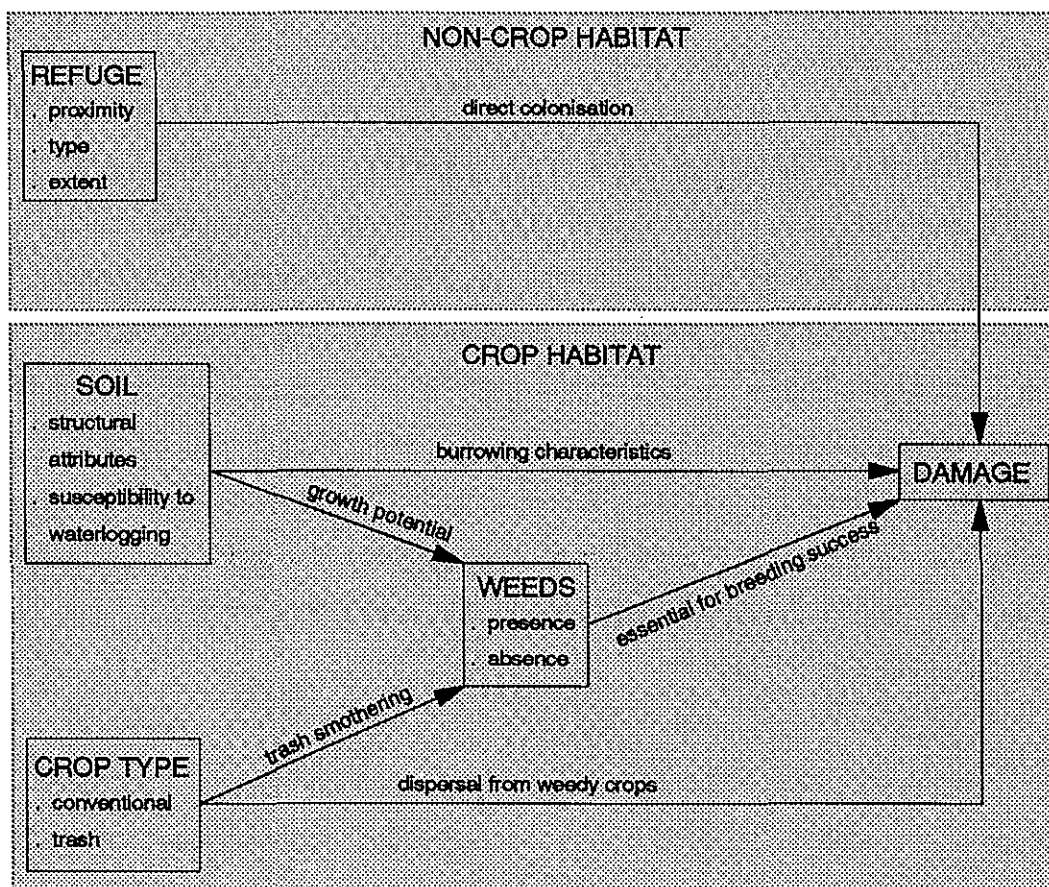 NON-CROP HABITAT
REFUGE
. proximity
. type
. extent
direct colonisation
CROP HABITAT
SOIL
. structural
attributes
. susceptibility to
waterlogging
burrowing characteristics
DAMAGE
growth potential
WEEDS
. presence
. absence
essential for breeding success
trash smothering
CROP TYPE
. conventional
. trash
dispersal from weedy crops